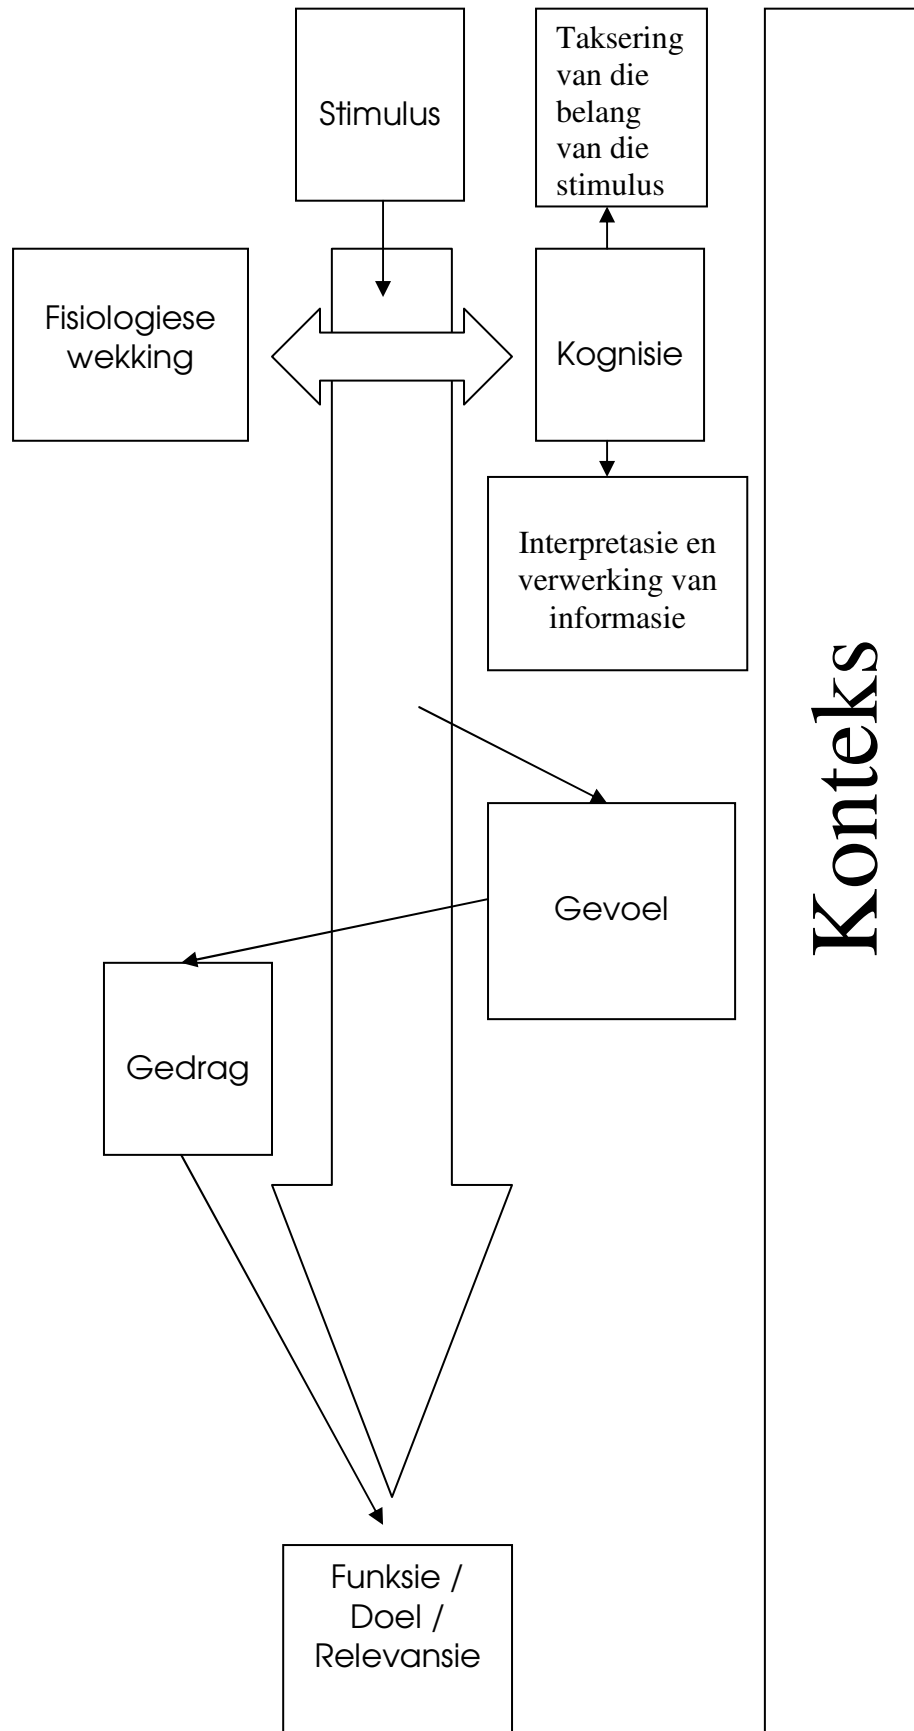 Stimulus
Taksering
van die
belang
van die
stimulus
Fisiologiese
wekking
Kognisie
Interpretasie en
verwerking van
informasie
Konteks
Gevoel
Gedrag
Funksie /
Doel /
Relevansie